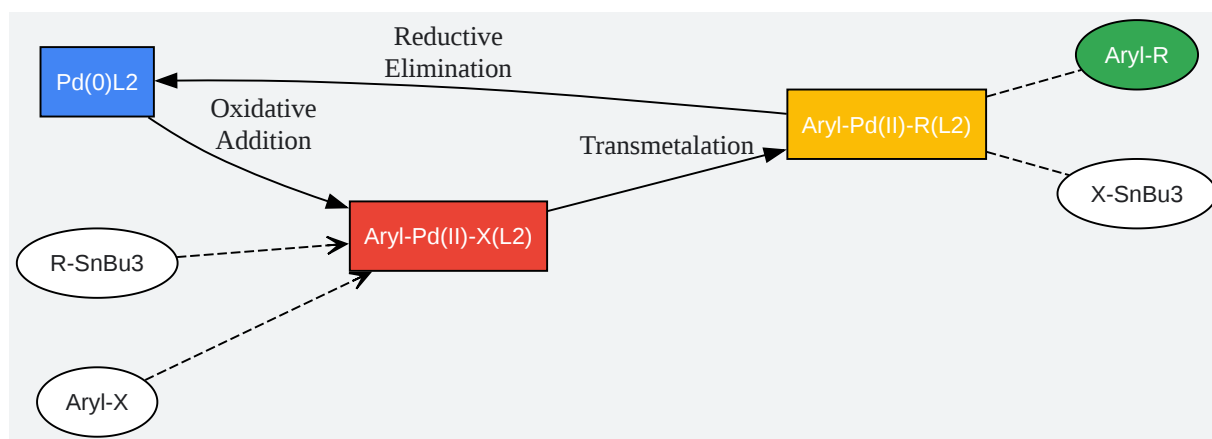 Reductive
Elimination
Aryl-R
Pd(0)L2
Oxidative
Addition
Aryl-Pd(II)-R(L2)
Transmetalation
X-SnBu3
Aryl-Pd(II)-X(L2)
R-SnBu3
Aryl-X